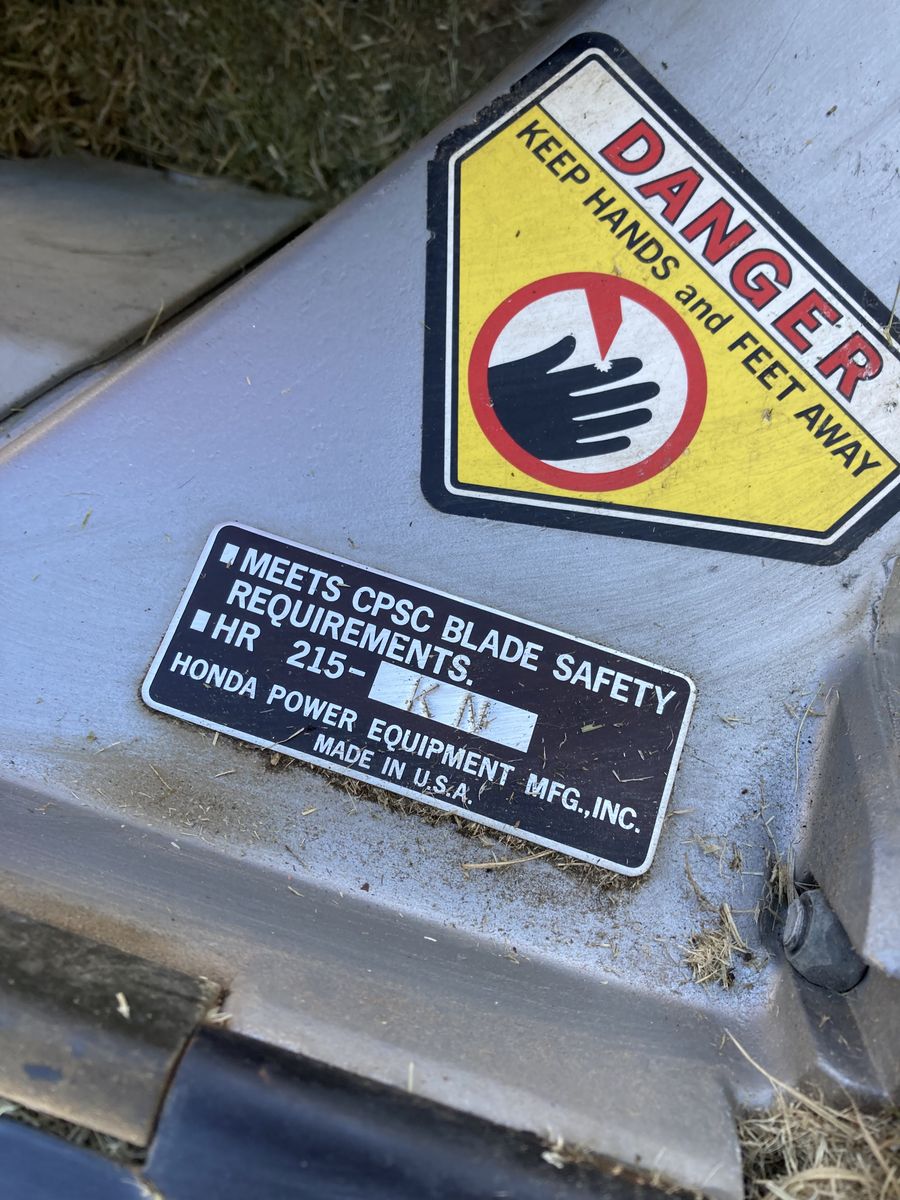 DANGER
KEEP HANDS and FEET AWAY
MEETS CPSC BLADE SAFETY
REQUIREMENTS.
HR 215- KN
HONDA POWER EQUIPMENT MFG.,INC.
MADE IN U.S.A.